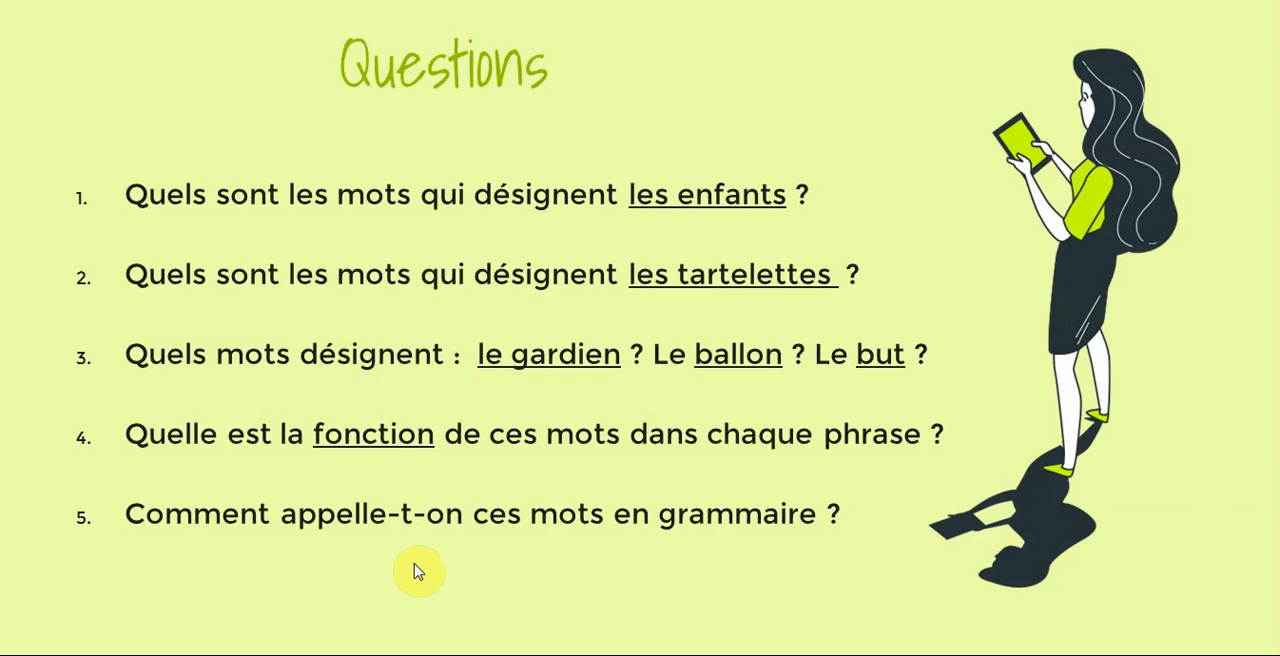 Questions
1. Quels sont les mots qui désignent les enfants ?
2. Quels sont les mots qui désignent les tartelettes ?
3. Quels mots désignent : le gardien ? Le ballon ? Le but ?
4. Quelle est la fonction de ces mots dans chaque phrase ?
5. Comment appelle-t-on ces mots en grammaire ?